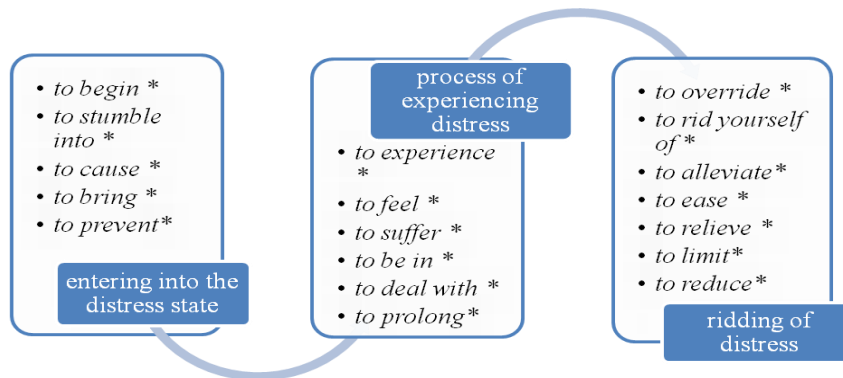 • to begin *
• to stumble
into *
• to cause *
• to bring *
• to prevent*
entering into the
distress state
process of
experiencing
distress
• to experience
*
• to feel *
• to suffer *
• to be in *
• to deal with *
• to prolong*
• to override *
• to rid yourself
of *
• to alleviate*
• to ease *
• to relieve *
• to limit*
• to reduce*
ridding of
distress